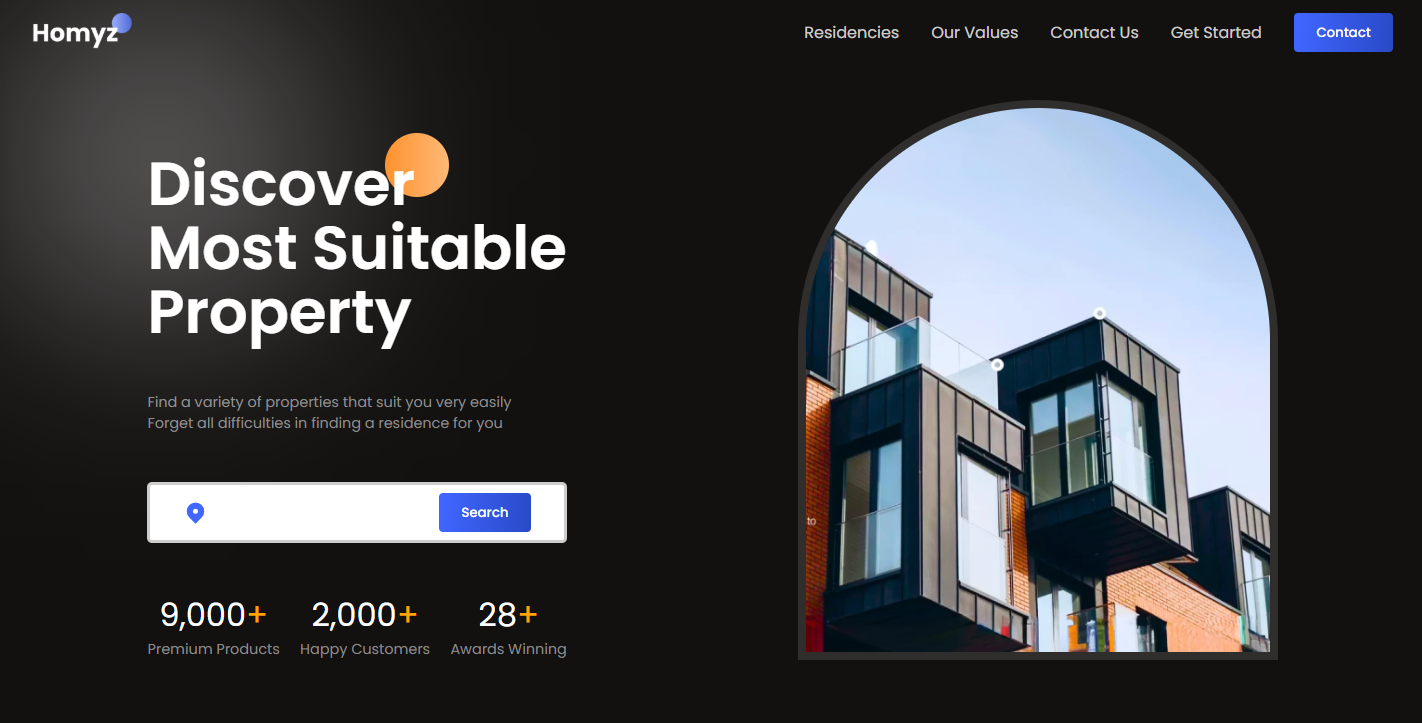 Homyz
Residencies
Our Values
Contact Us
Get Started
Contact
Discover
Most Suitable
Property
Find a variety of properties that suit you very easily
Forget all difficulties in finding a residence for you
Search
9,000+
2,000+
28+
Premium Products
Happy Customers
Awards Winning
to